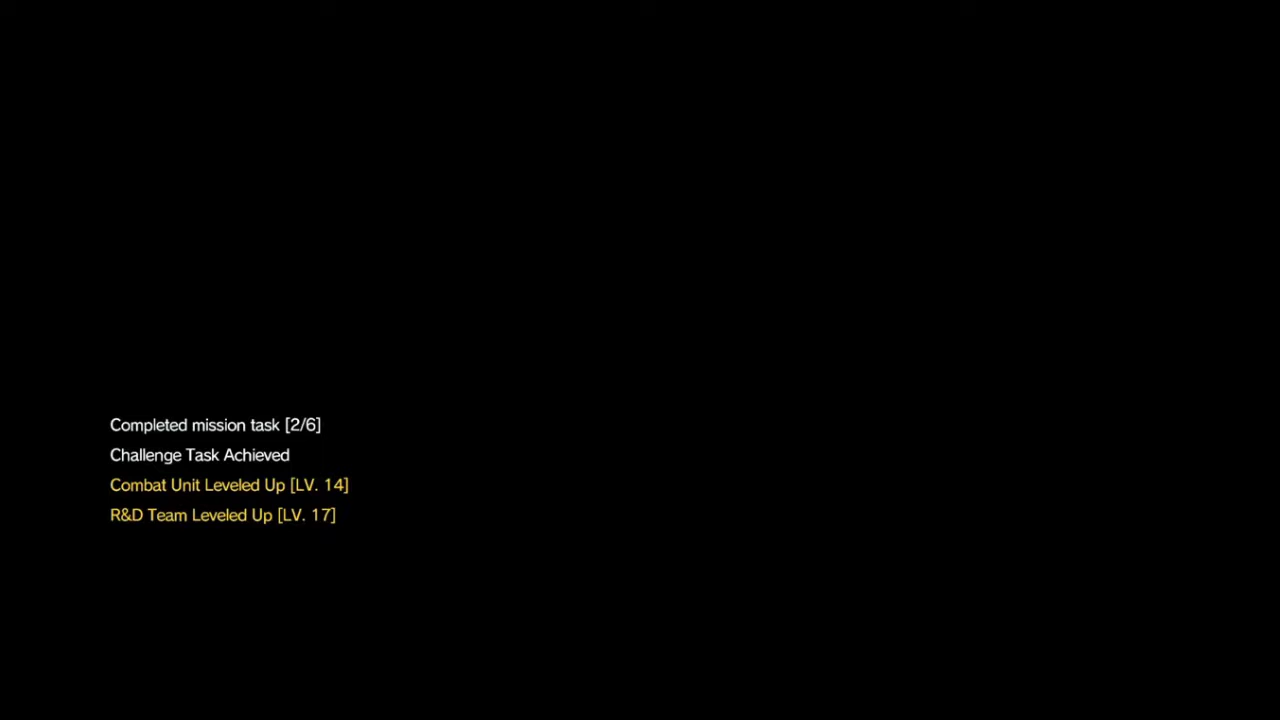 Completed mission task [2/6]
Challenge Task Achieved
Combat Unit Leveled Up [LV. 14]
R&D Team Leveled Up [LV. 17]